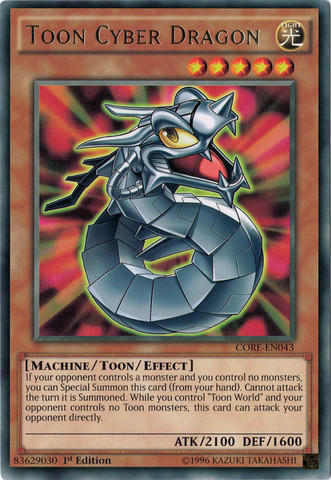 Toon Cyber Dragon
LIGHT
光
CORE-EN043
[Machine/Toon/Effect]
If your opponent controls a monster and you control no monsters,
you can Special Summon this card (from your hand). Cannot attack
the turn it is Summoned. While you control "Toon World" and your
opponent controls no Toon monsters, this card can attack your
opponent directly.
ATK/2100 DEF/1600
83629030 1st Edition ©1996 KAZUKI TAKAHASHI